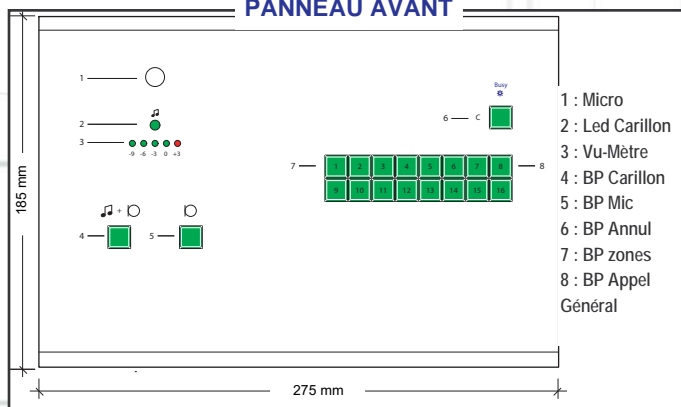 PANNEAU AVANT
1
2
3
-9 -6 -3 0 +3
+
4
5
Busy
6 C
7
1 2 3 4 5 6 7 8
9 10 11 12 13 14 15 16
8
1 : Micro
2 : Led Carillon
3 : Vu-Mètre
4 : BP Carillon
5 : BP Mic
6 : BP Annul
7 : BP zones
8 : BP Appel
Général
185 mm
275 mm